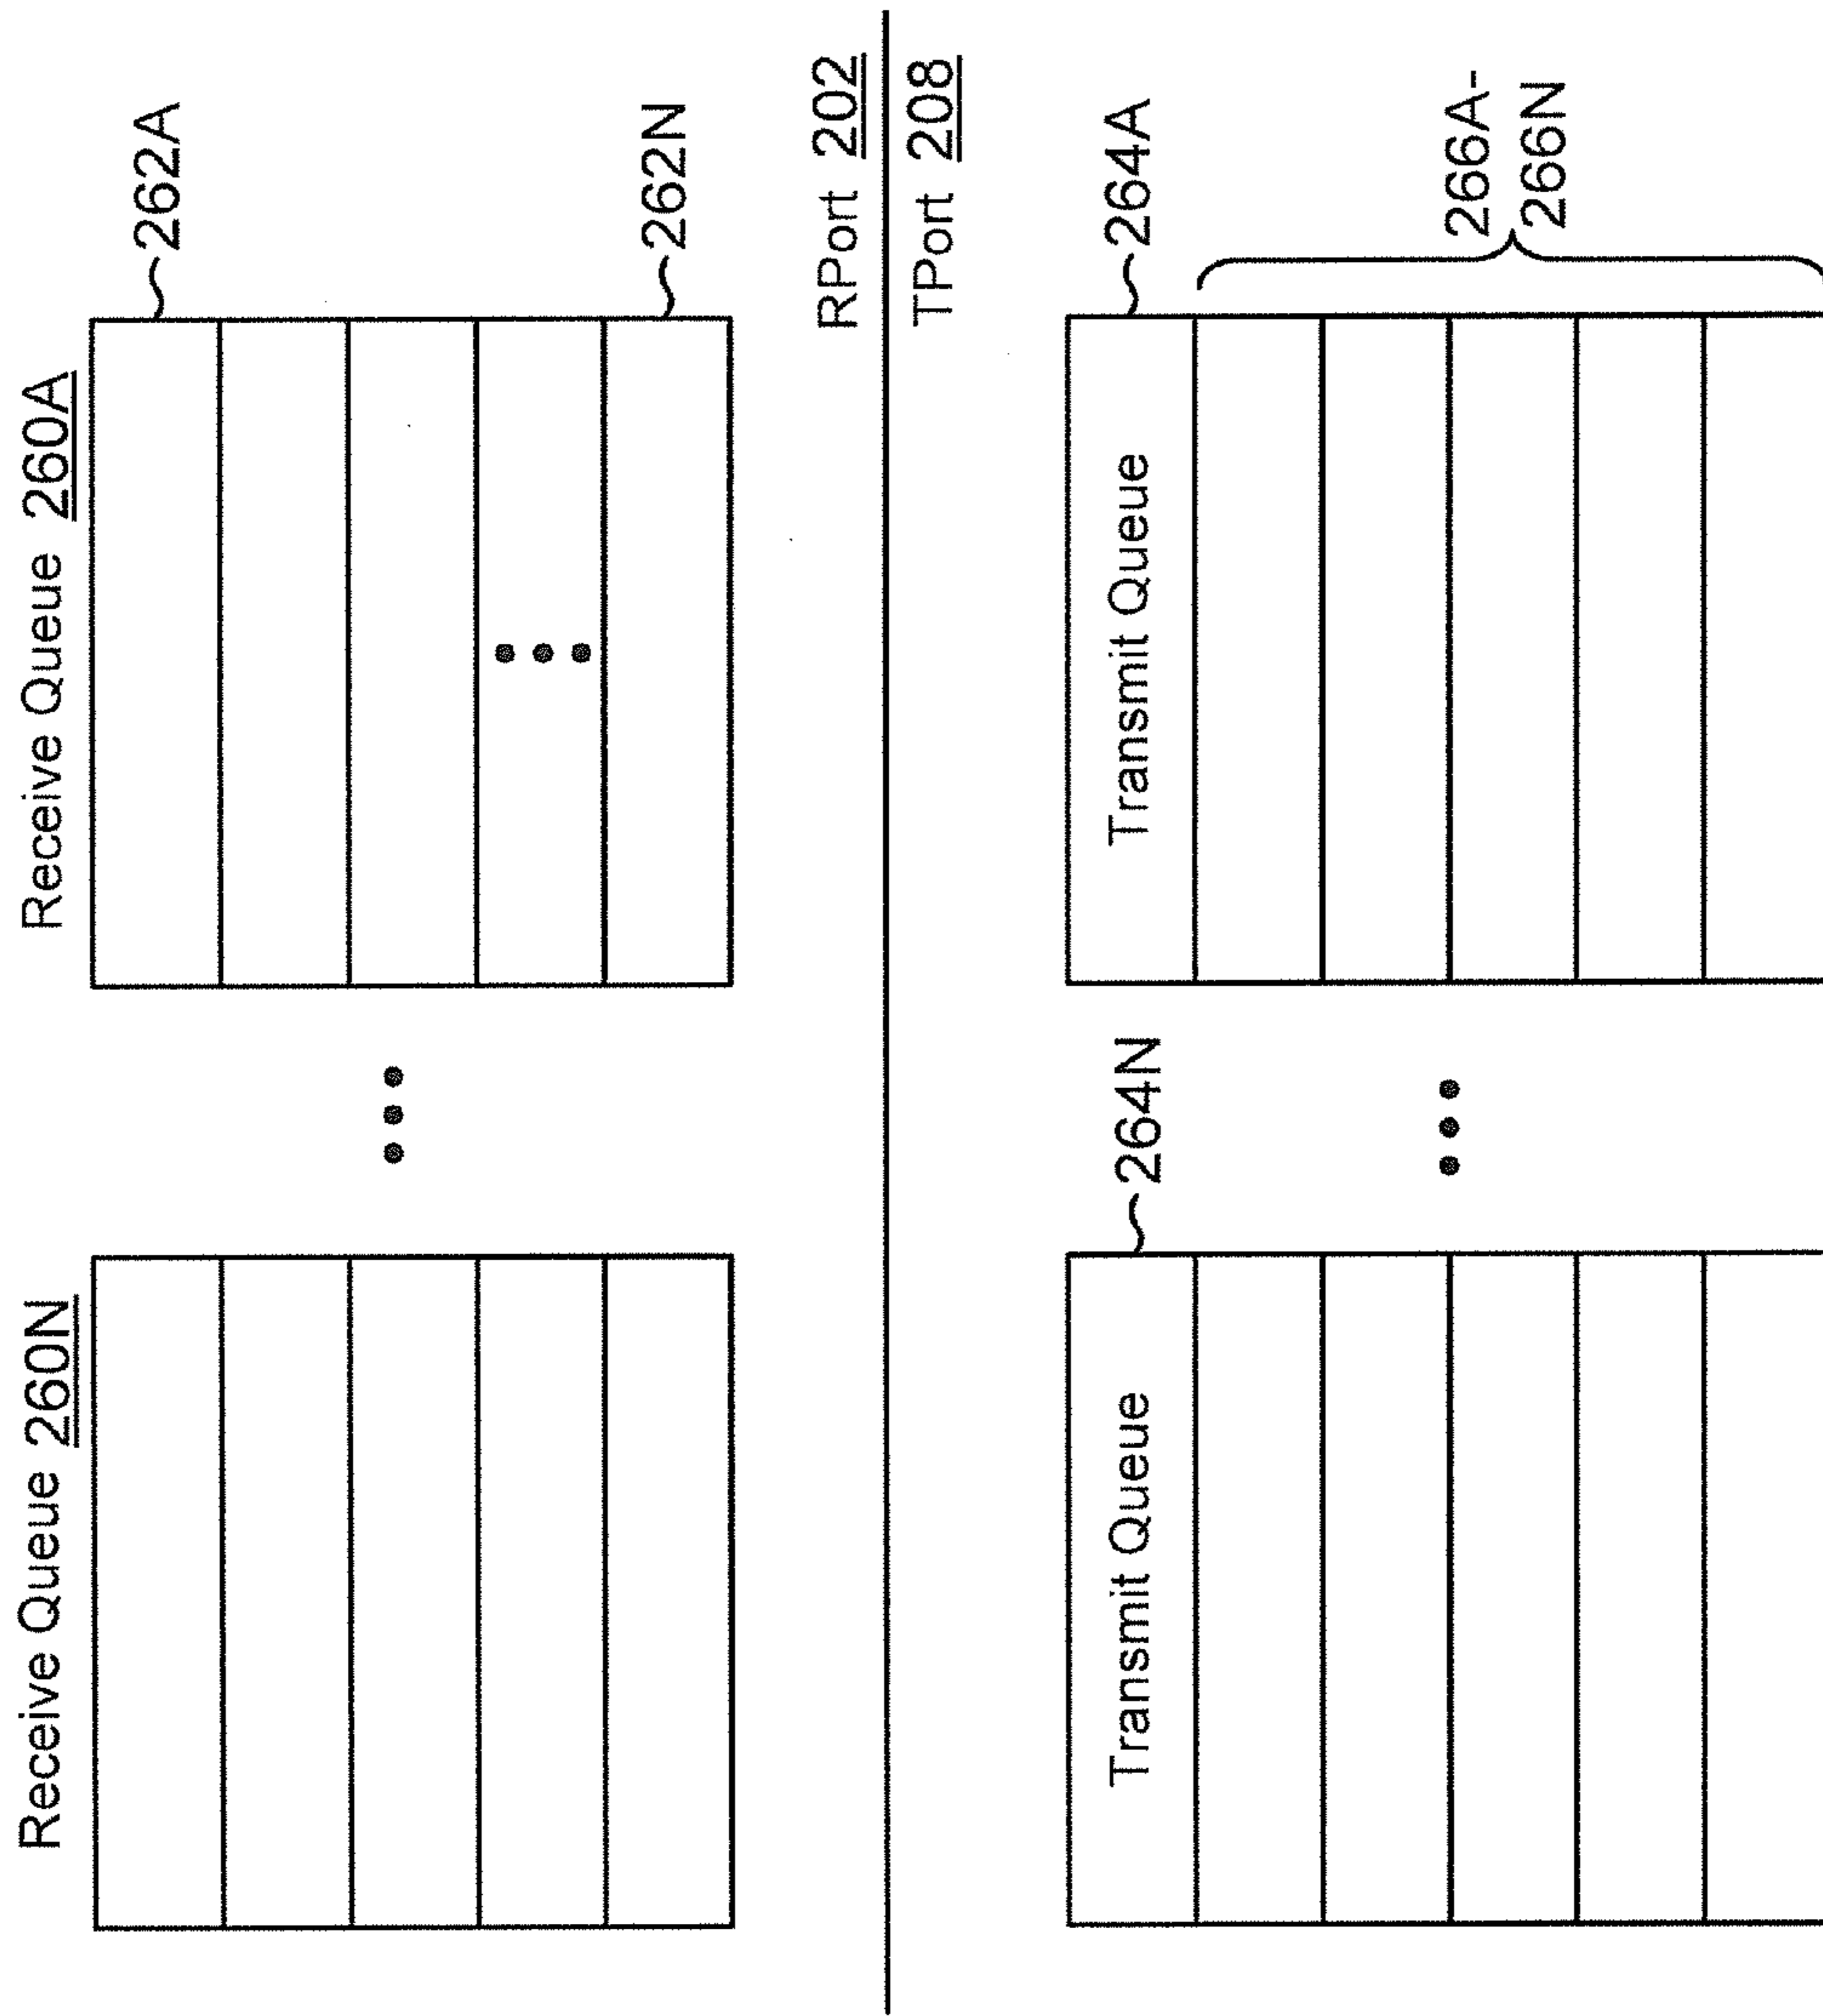 Receive Queue 260N
Receive Queue 260A
262A
262N
RPort 202
TPort 208
Transmit Queue
264N
Transmit Queue
264A
266A-
266N